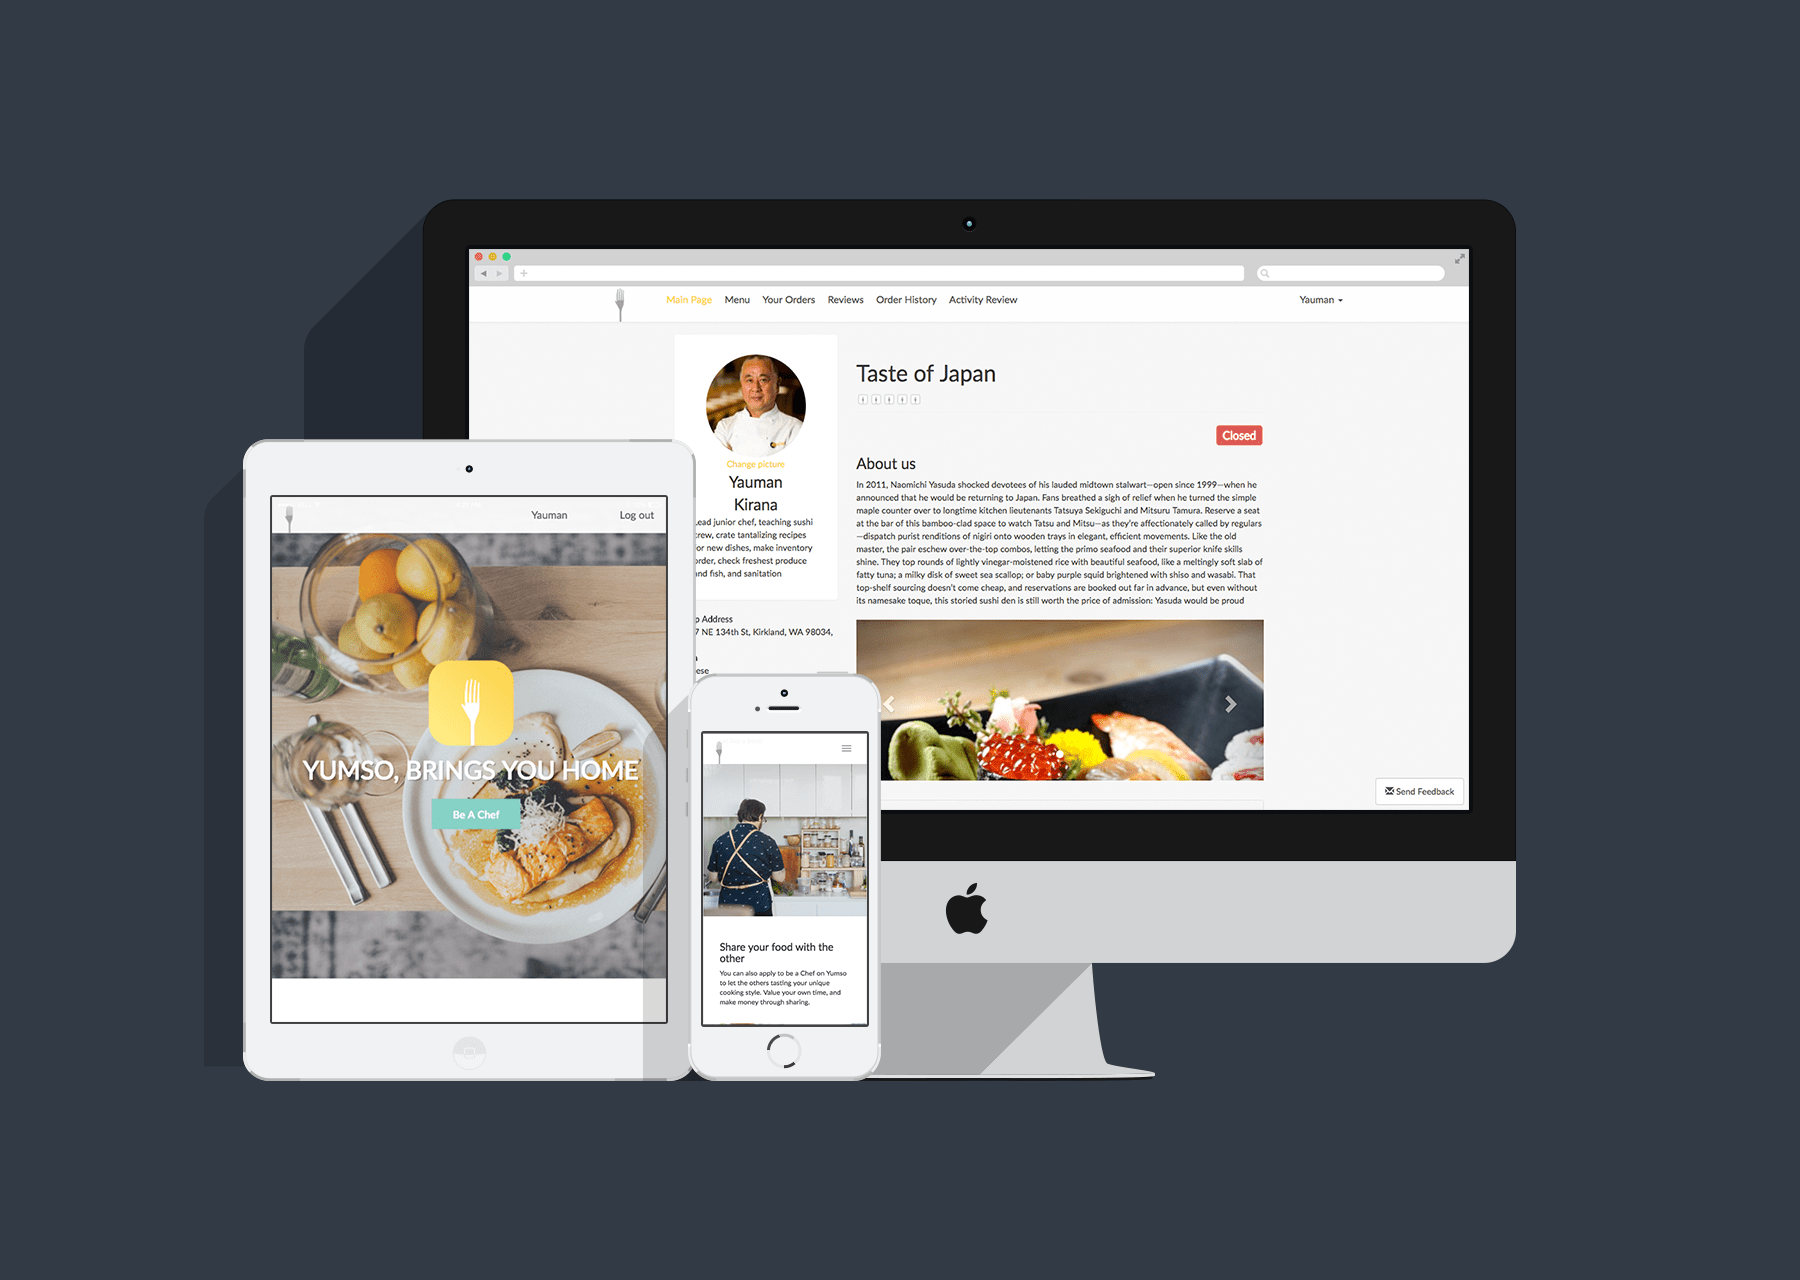 Main Page Menu Your Orders Reviews Order History Activity Review Yauman
Change picture
Yauman
Kirana
ead junior chef, teaching sushi
rew, crate tantalizing recipes
or new dishes, make inventory
order, check freshest produce
nd fish, and sanitation
p Address
7 NE 134th St, Kirkland, WA 98034,
ese
Taste of Japan
Closed
About us
In 2011, Naomichi Yasuda shocked devotees of his lauded midtown stalwart—open since 1999—when he
announced that he would be returning to Japan. Fans breathed a sigh of relief when he turned the simple
maple counter over to longtime kitchen lieutenants Tatsuya Sekiguchi and Mitsuru Tamura. Reserve a seat
at the bar of this bamboo-clad space to watch Tatsu and Mitsu—as they're affectionately called by regulars
—dispatch purist renditions of nigiri onto wooden trays in elegant, efficient movements. Like the old
master, the pair eschew over-the-top combos, letting the primo seafood and their superior knife skills
shine. They top rounds of lightly vinegar-moistened rice with beautiful seafood, like a meltingly soft slab of
fatty tuna; a milky disk of sweet sea scallop; or baby purple squid brightened with shiso and wasabi. That
top-shelf sourcing doesn't come cheap, and reservations are booked out far in advance, but even without
its namesake toque, this storied sushi den is still worth the price of admission: Yasuda would be proud
Send Feedback
Yauman Log out
YUMSO, BRINGS YOU HOME
Be A Chef
Share your food with the
other
You can also apply to be a Chef on Yumso
to let the others tasting your unique
cooking style. Value your own time, and
make money through sharing.